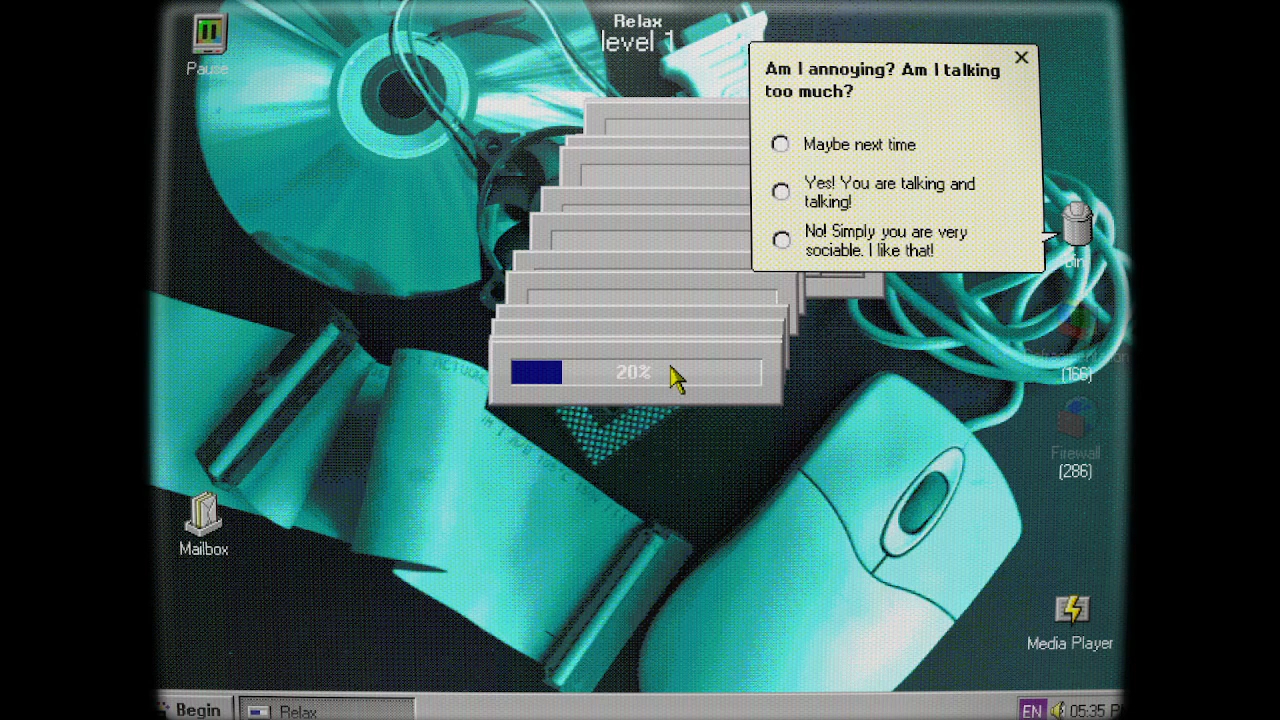 Relax
level 1
Pause
Am I annoying? Am I talking
too much?
Maybe next time
Yes! You are talking and
talking!
No! Simply you are very
sociable. I like that!
Bin
20%
(166)
Firewall
(286)
Mailbox
Media Player
Begin
Relax
EN
05:35 P